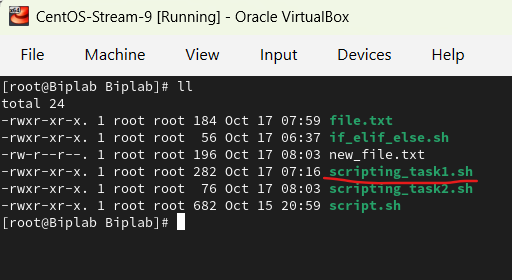 CentOS-Stream-9 [Running] - Oracle VirtualBox
File Machine View Input Devices Help
[root@Biplab Biplab]# ll
total 24
-rwxr-xr-x. 1 root root 184 Oct 17 07:59 file.txt
-rwxr-xr-x. 1 root root  56 Oct 17 06:37 if_elif_else.sh
-rw-r--r--. 1 root root 196 Oct 17 08:03 new_file.txt
-rwxr-xr-x. 1 root root 282 Oct 17 07:16 scripting_task1.sh
-rwxr-xr-x. 1 root root  76 Oct 17 08:03 scripting_task2.sh
-rwxr-xr-x. 1 root root 682 Oct 15 20:59 script.sh
[root@Biplab Biplab]#